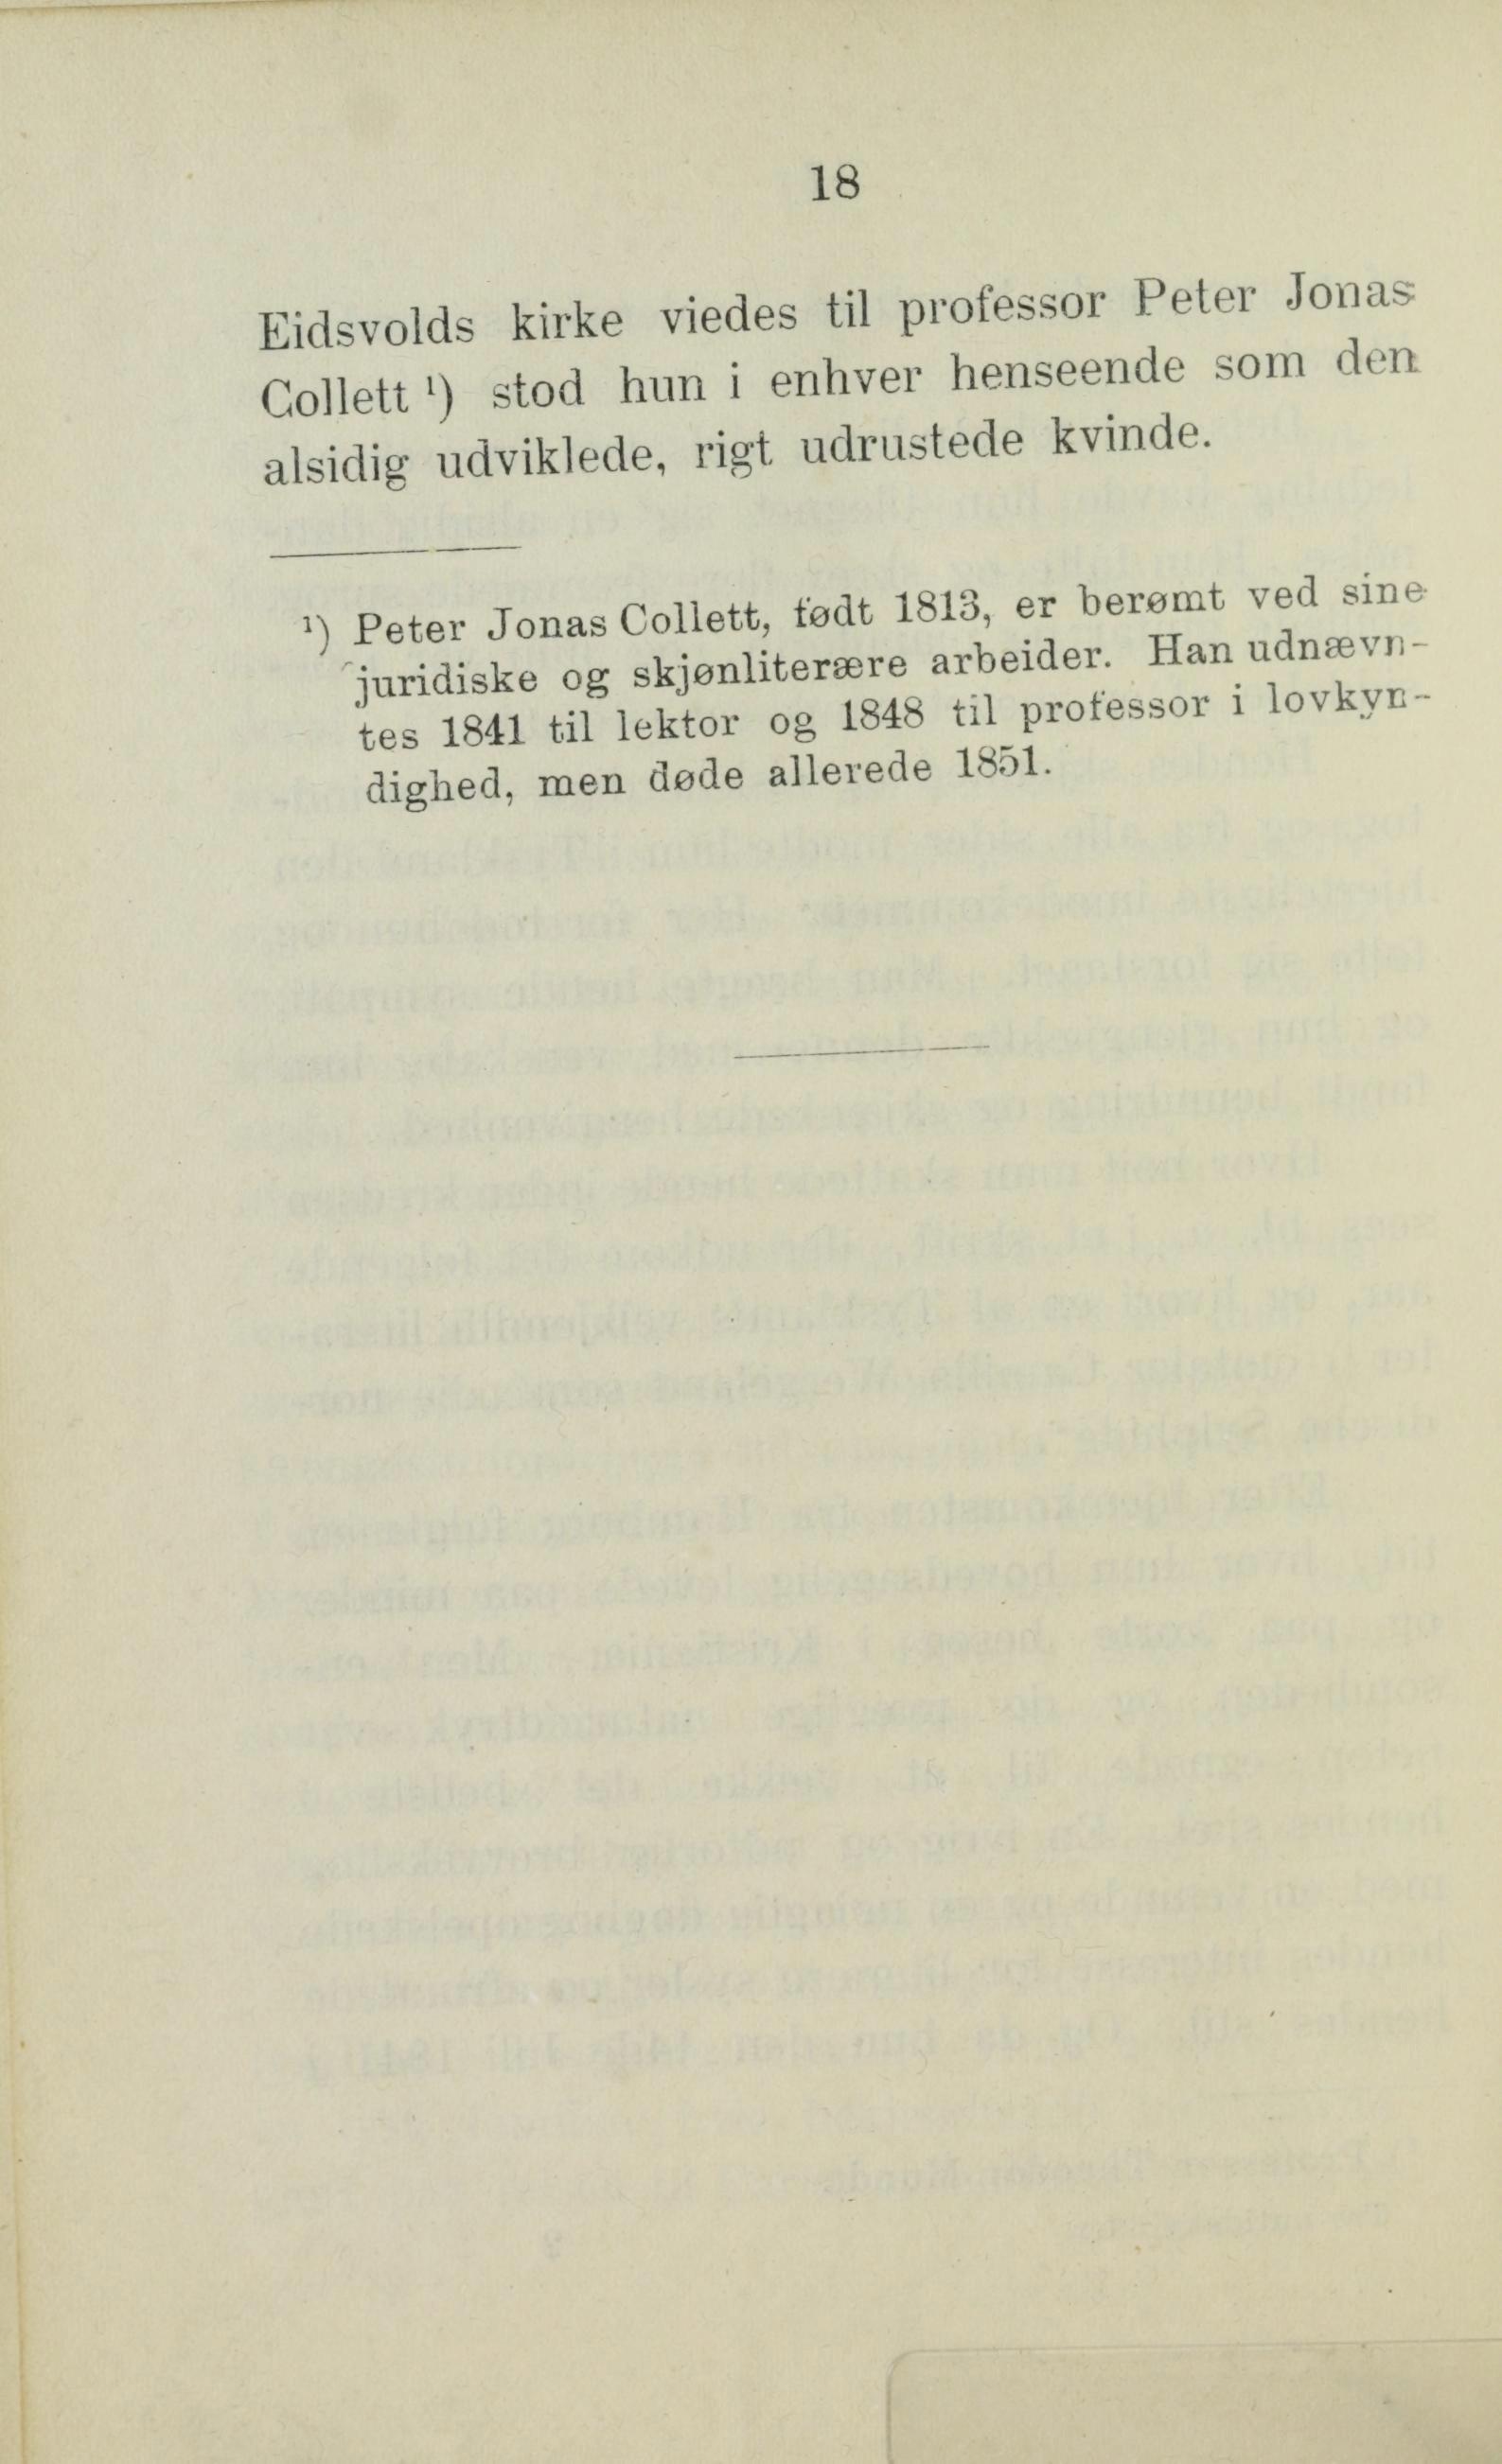 18
Eidsvolds kirke viedes til professor Peter Jonas
Collett ¹) stod hun i enhver henseende som den
alsidig udviklede, rigt udrustede kvinde.
¹) Peter Jonas Collett, født 1813, er berømt ved sine
juridiske og skjønliterære arbeider. Han udnævn-
tes 1841 til lektor og 1848 til professor i lovkyn-
dighed, men døde allerede 1851.